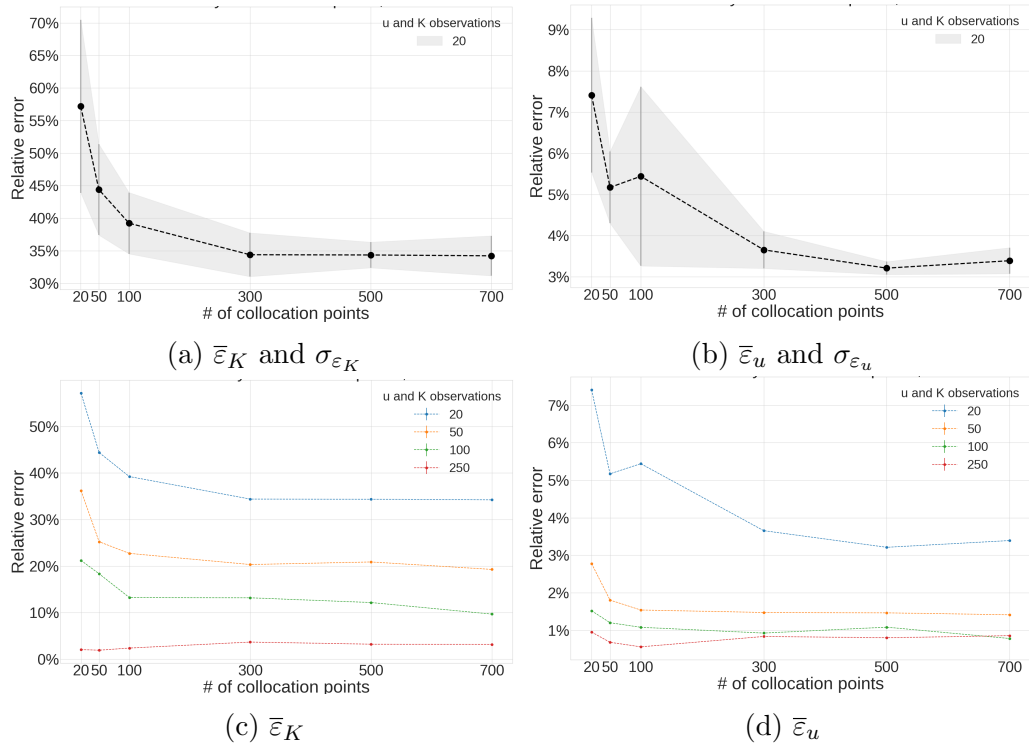 u and K observations
20
70%
65%
60%
55%
50%
45%
40%
35%
30%
Relative error
20 50 100 300 500 700
# of collocation points
(a) ε̅_K and σ_{ε_K}
u and K observations
20
9%
8%
7%
6%
5%
4%
3%
Relative error
20 50 100 300 500 700
# of collocation points
(b) ε̅_u and σ_{ε_u}
u and K observations
20
50
100
250
50%
40%
30%
20%
10%
0%
Relative error
20 50 100 300 500 700
# of collocation points
(c) ε̅_K
u and K observations
20
50
100
250
7%
6%
5%
4%
3%
2%
1%
Relative error
20 50 100 300 500 700
# of collocation points
(d) ε̅_u